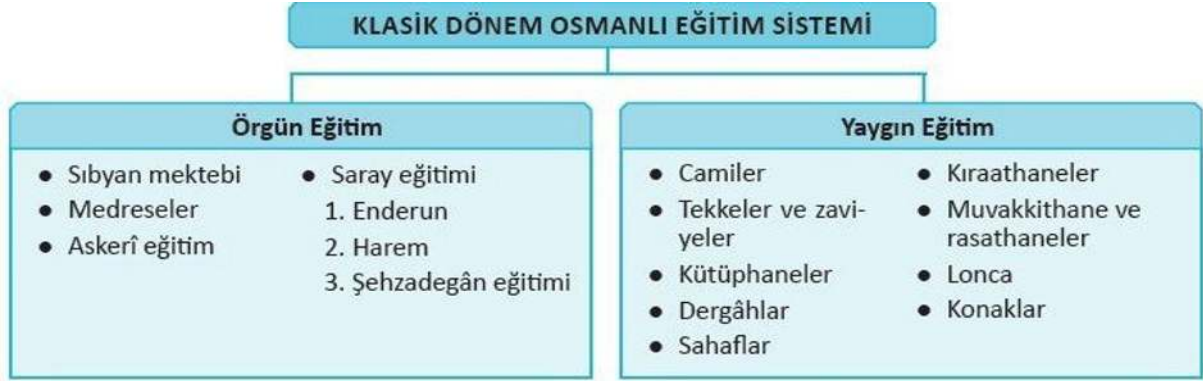 KLASİK DÖNEM OSMANLI EĞİTİM SİSTEMİ
Örgün Eğitim
• Sıbyan mektebi
• Medreseler
• Askerî eğitim
• Saray eğitimi
1. Enderun
2. Harem
3. Şehzadegân eğitimi
Yaygın Eğitim
• Camiler
• Tekkeler ve zavi-
yeler
• Kütüphaneler
• Dergâhlar
• Sahaflar
• Kıraathaneler
• Muvakkithane ve
rasathaneler
• Lonca
• Konaklar